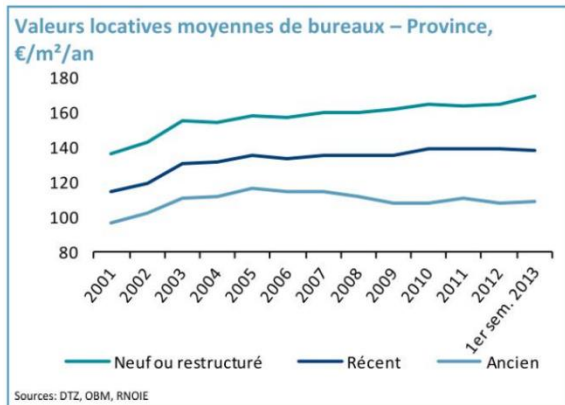 Valeurs locatives moyennes de bureaux – Province,
€/m²/an
180
160
140
120
100
80
2001
2002
2003
2004
2005
2006
2007
2008
2009
2010
2011
2012
1er sem. 2013
Neuf ou restructuré
Récent
Ancien
Sources: DTZ, OBM, RNOIE